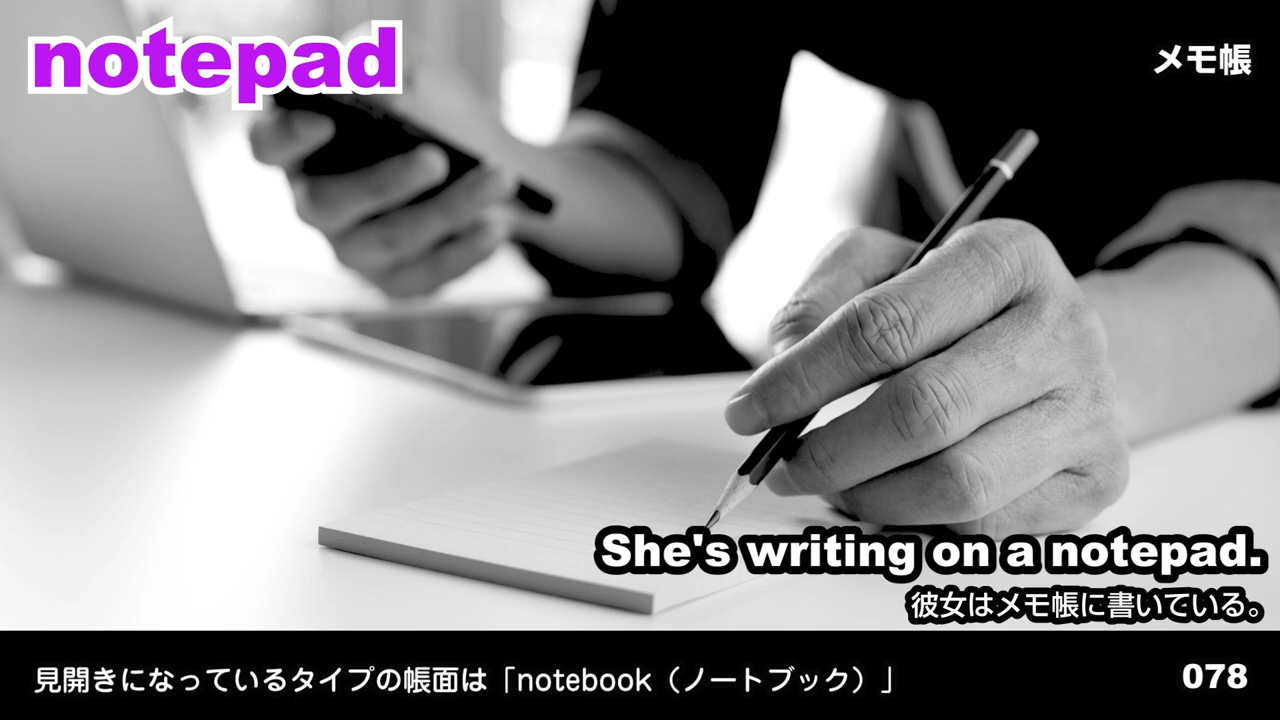 notepad
メモ帳
She's writing on a notepad.
彼女はメモ帳に書いている。
見開きになっているタイプの帳面は「notebook（ノートブック）」
078